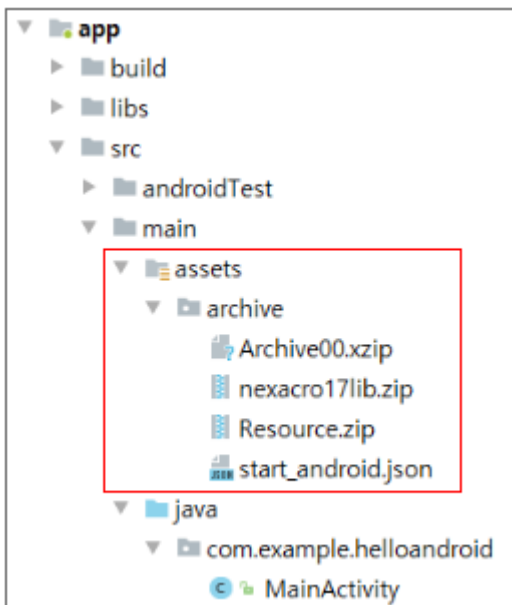 app
build
libs
src
androidTest
main
assets
archive
Archive00.xzip
nexacro17lib.zip
Resource.zip
start_android.json
java
com.example.helloandroid
MainActivity